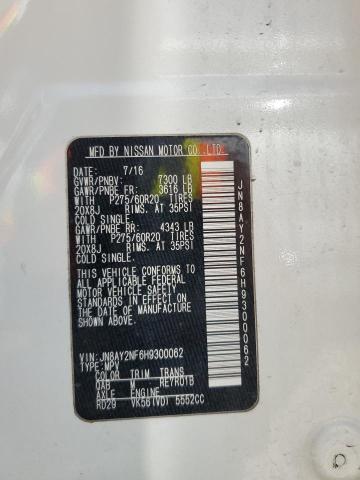 MFD BY NISSAN MOTOR CO.,LTD.
DATE: 7/16
GVWR/PNBV: 7300 LB
GAWR/PNBE FR: 3616 LB
WITH P275/60R20 TIRES
20X8J RIMS. AT 35PSI
COLD SINGLE.
GAWR/PNBE RR: 4343 LB
WITH P275/60R20 TIRES
20X8J RIMS. AT 35PSI
COLD SINGLE.
THIS VEHICLE CONFORMS TO
ALL APPLICABLE FEDERAL
MOTOR VEHICLE SAFETY
STANDARDS IN EFFECT ON
THE DATE OF MANUFACTURE
SHOWN ABOVE.
VIN: JN8AY2NF6H9300062
TYPE: MPV
COLOR TRIM TRANS
QAB M RE7R01B
AXLE ENGINE
RD29 VK56(VD) 5552CC
JN8AY2NF6H9300062